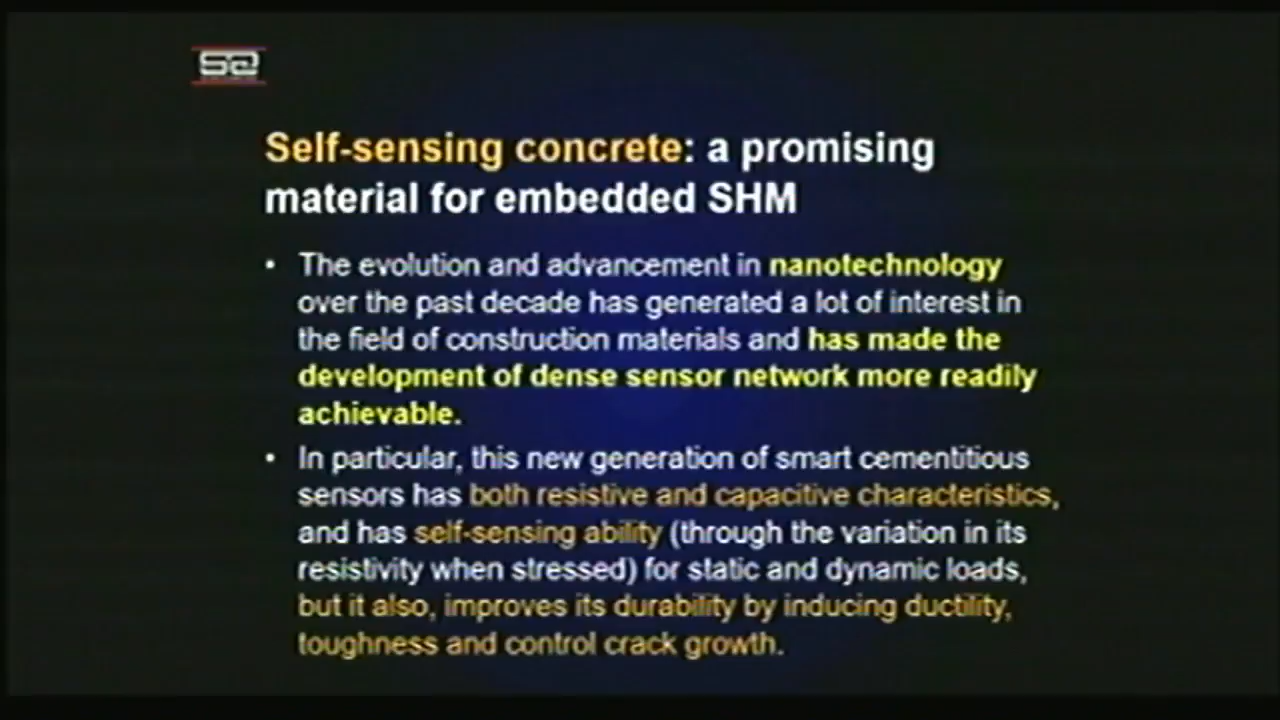 Self-sensing concrete: a promising
material for embedded SHM
• The evolution and advancement in nanotechnology
over the past decade has generated a lot of interest in
the field of construction materials and has made the
development of dense sensor network more readily
achievable.
• In particular, this new generation of smart cementitious
sensors has both resistive and capacitive characteristics,
and has self-sensing ability (through the variation in its
resistivity when stressed) for static and dynamic loads,
but it also, improves its durability by inducing ductility,
toughness and control crack growth.